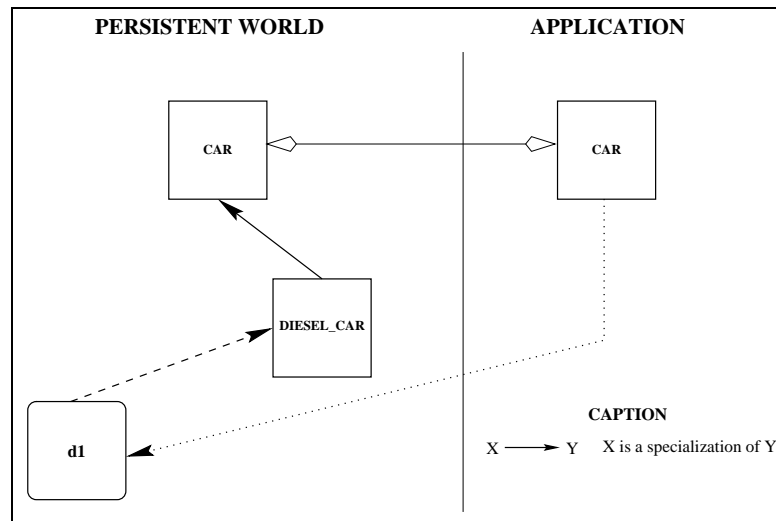 PERSISTENT WORLD
APPLICATION
CAR
CAR
DIESEL_CAR
d1
CAPTION
X Y X is a specialization of Y